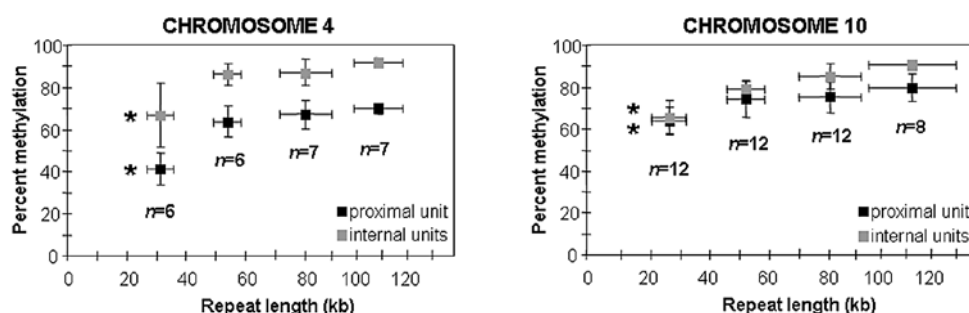 CHROMOSOME 4
Percent methylation
100
80
60
40
20
0
*
*
n=6
n=6
n=7
n=7
proximal unit
internal units
0 20 40 60 80 100 120
Repeat length (kb)
CHROMOSOME 10
Percent methylation
100
80
60
40
20
0
*
*
n=12
n=12
n=12
n=8
proximal unit
internal units
0 20 40 60 80 100 120
Repeat length (kb)